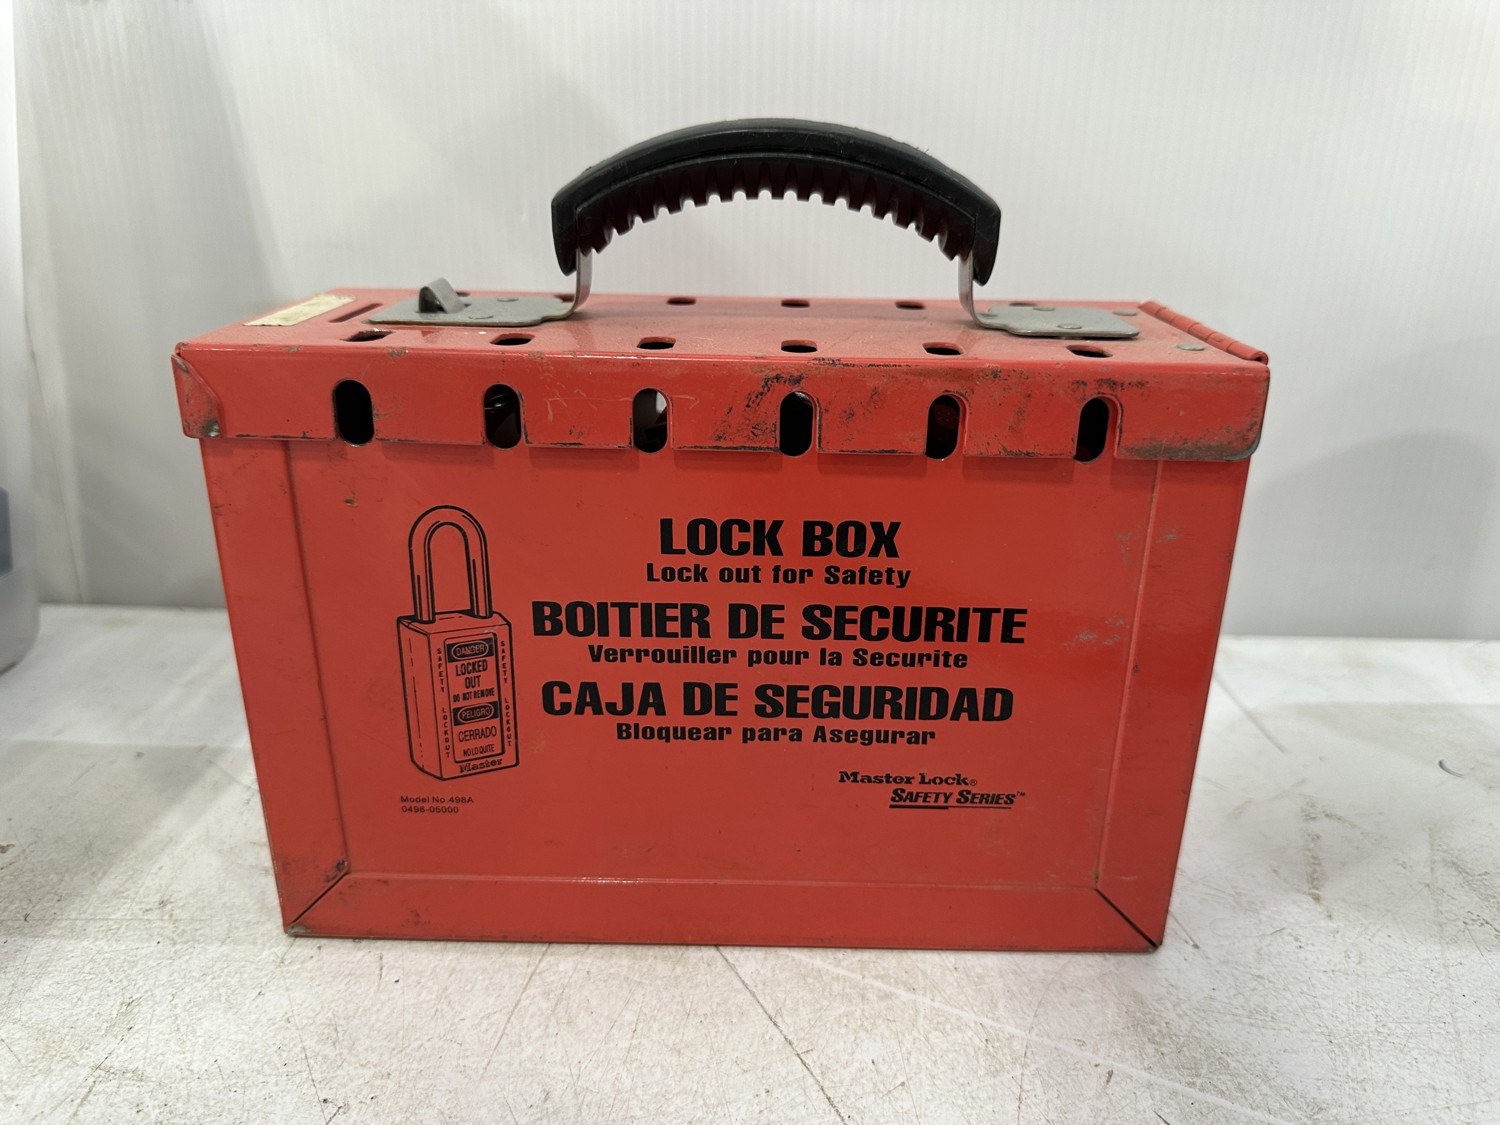 LOCK BOX
Lock out for Safety
BOITIER DE SECURITE
Verrouiller pour la Securite
CAJA DE SEGURIDAD
Bloquear para Asegurar
Master Lock®
SAFETY SERIES™
SAFETY LOCKOUT
DANGER
LOCKED
OUT
DO NOT REMOVE
PELIGRO
CERRADO
NO LO QUITE
SAFETY LOCKOUT
Master
Model No.498A
0498-05000